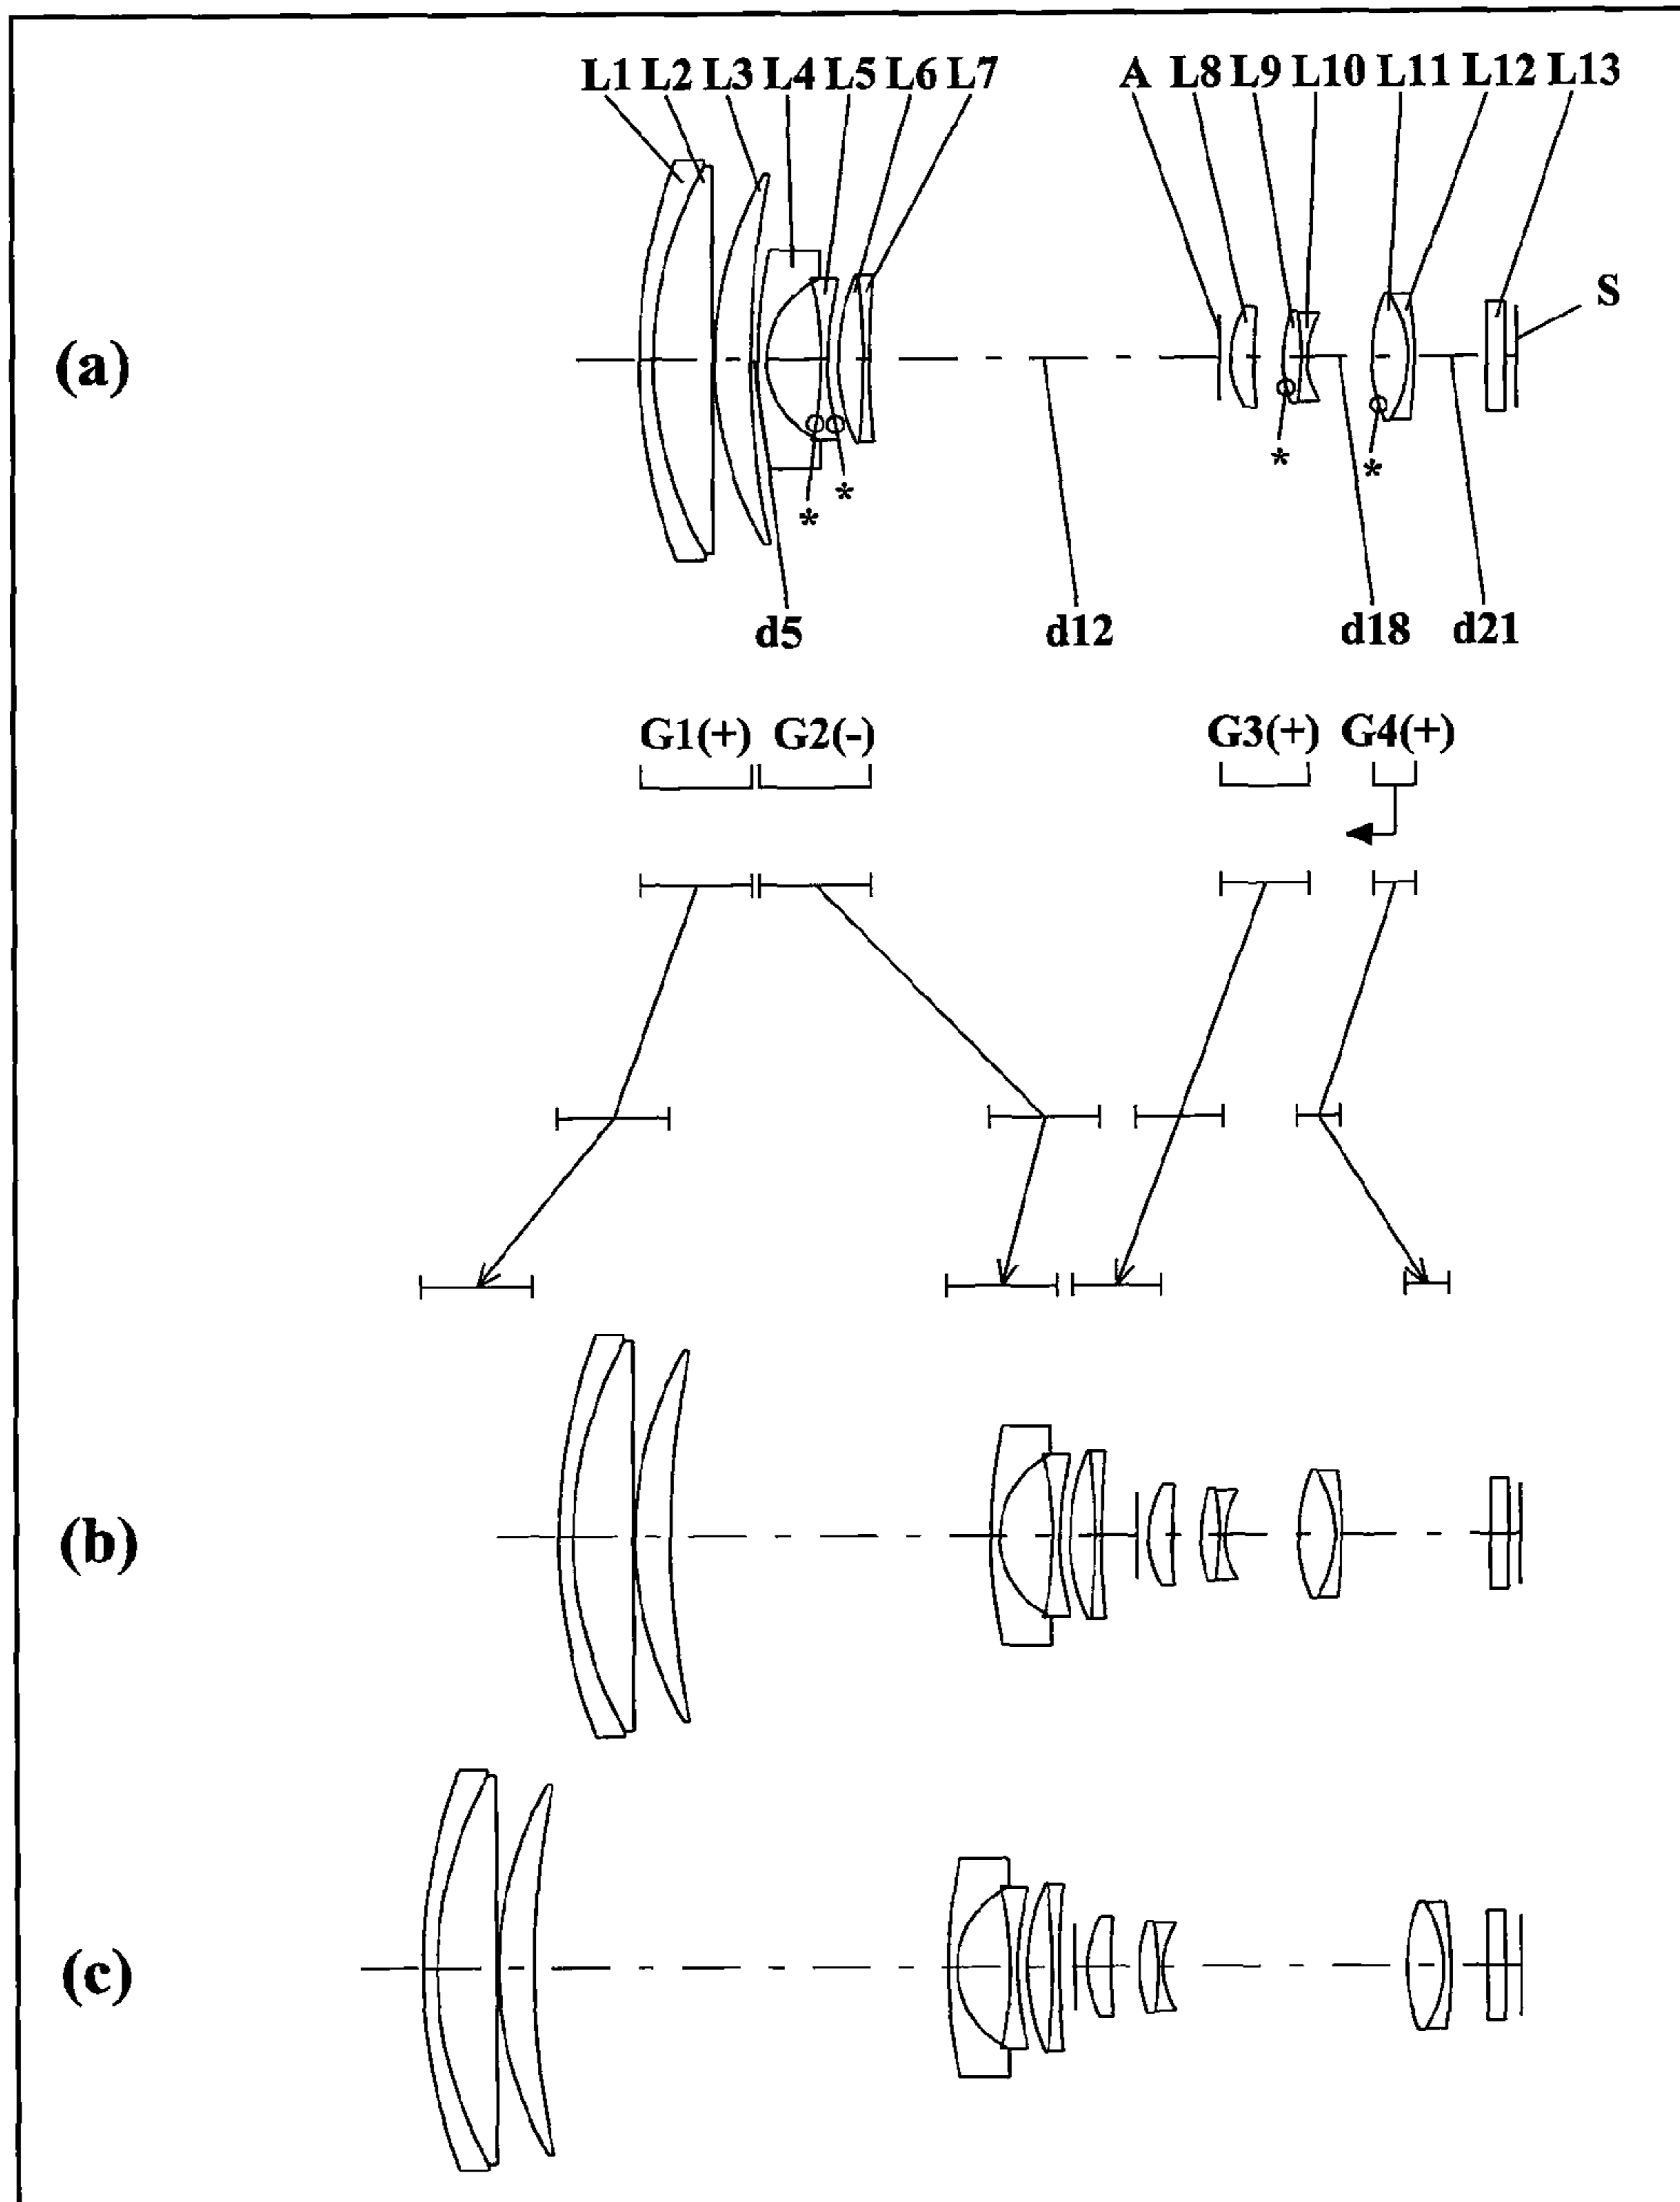 L1 L2 L3 L4 L5 L6 L7 A L8 L9 L10 L11 L12 L13
S
(a)
* * * *
d5 d12 d18 d21
G1(+) G2(-) G3(+) G4(+)
(b)
(c)